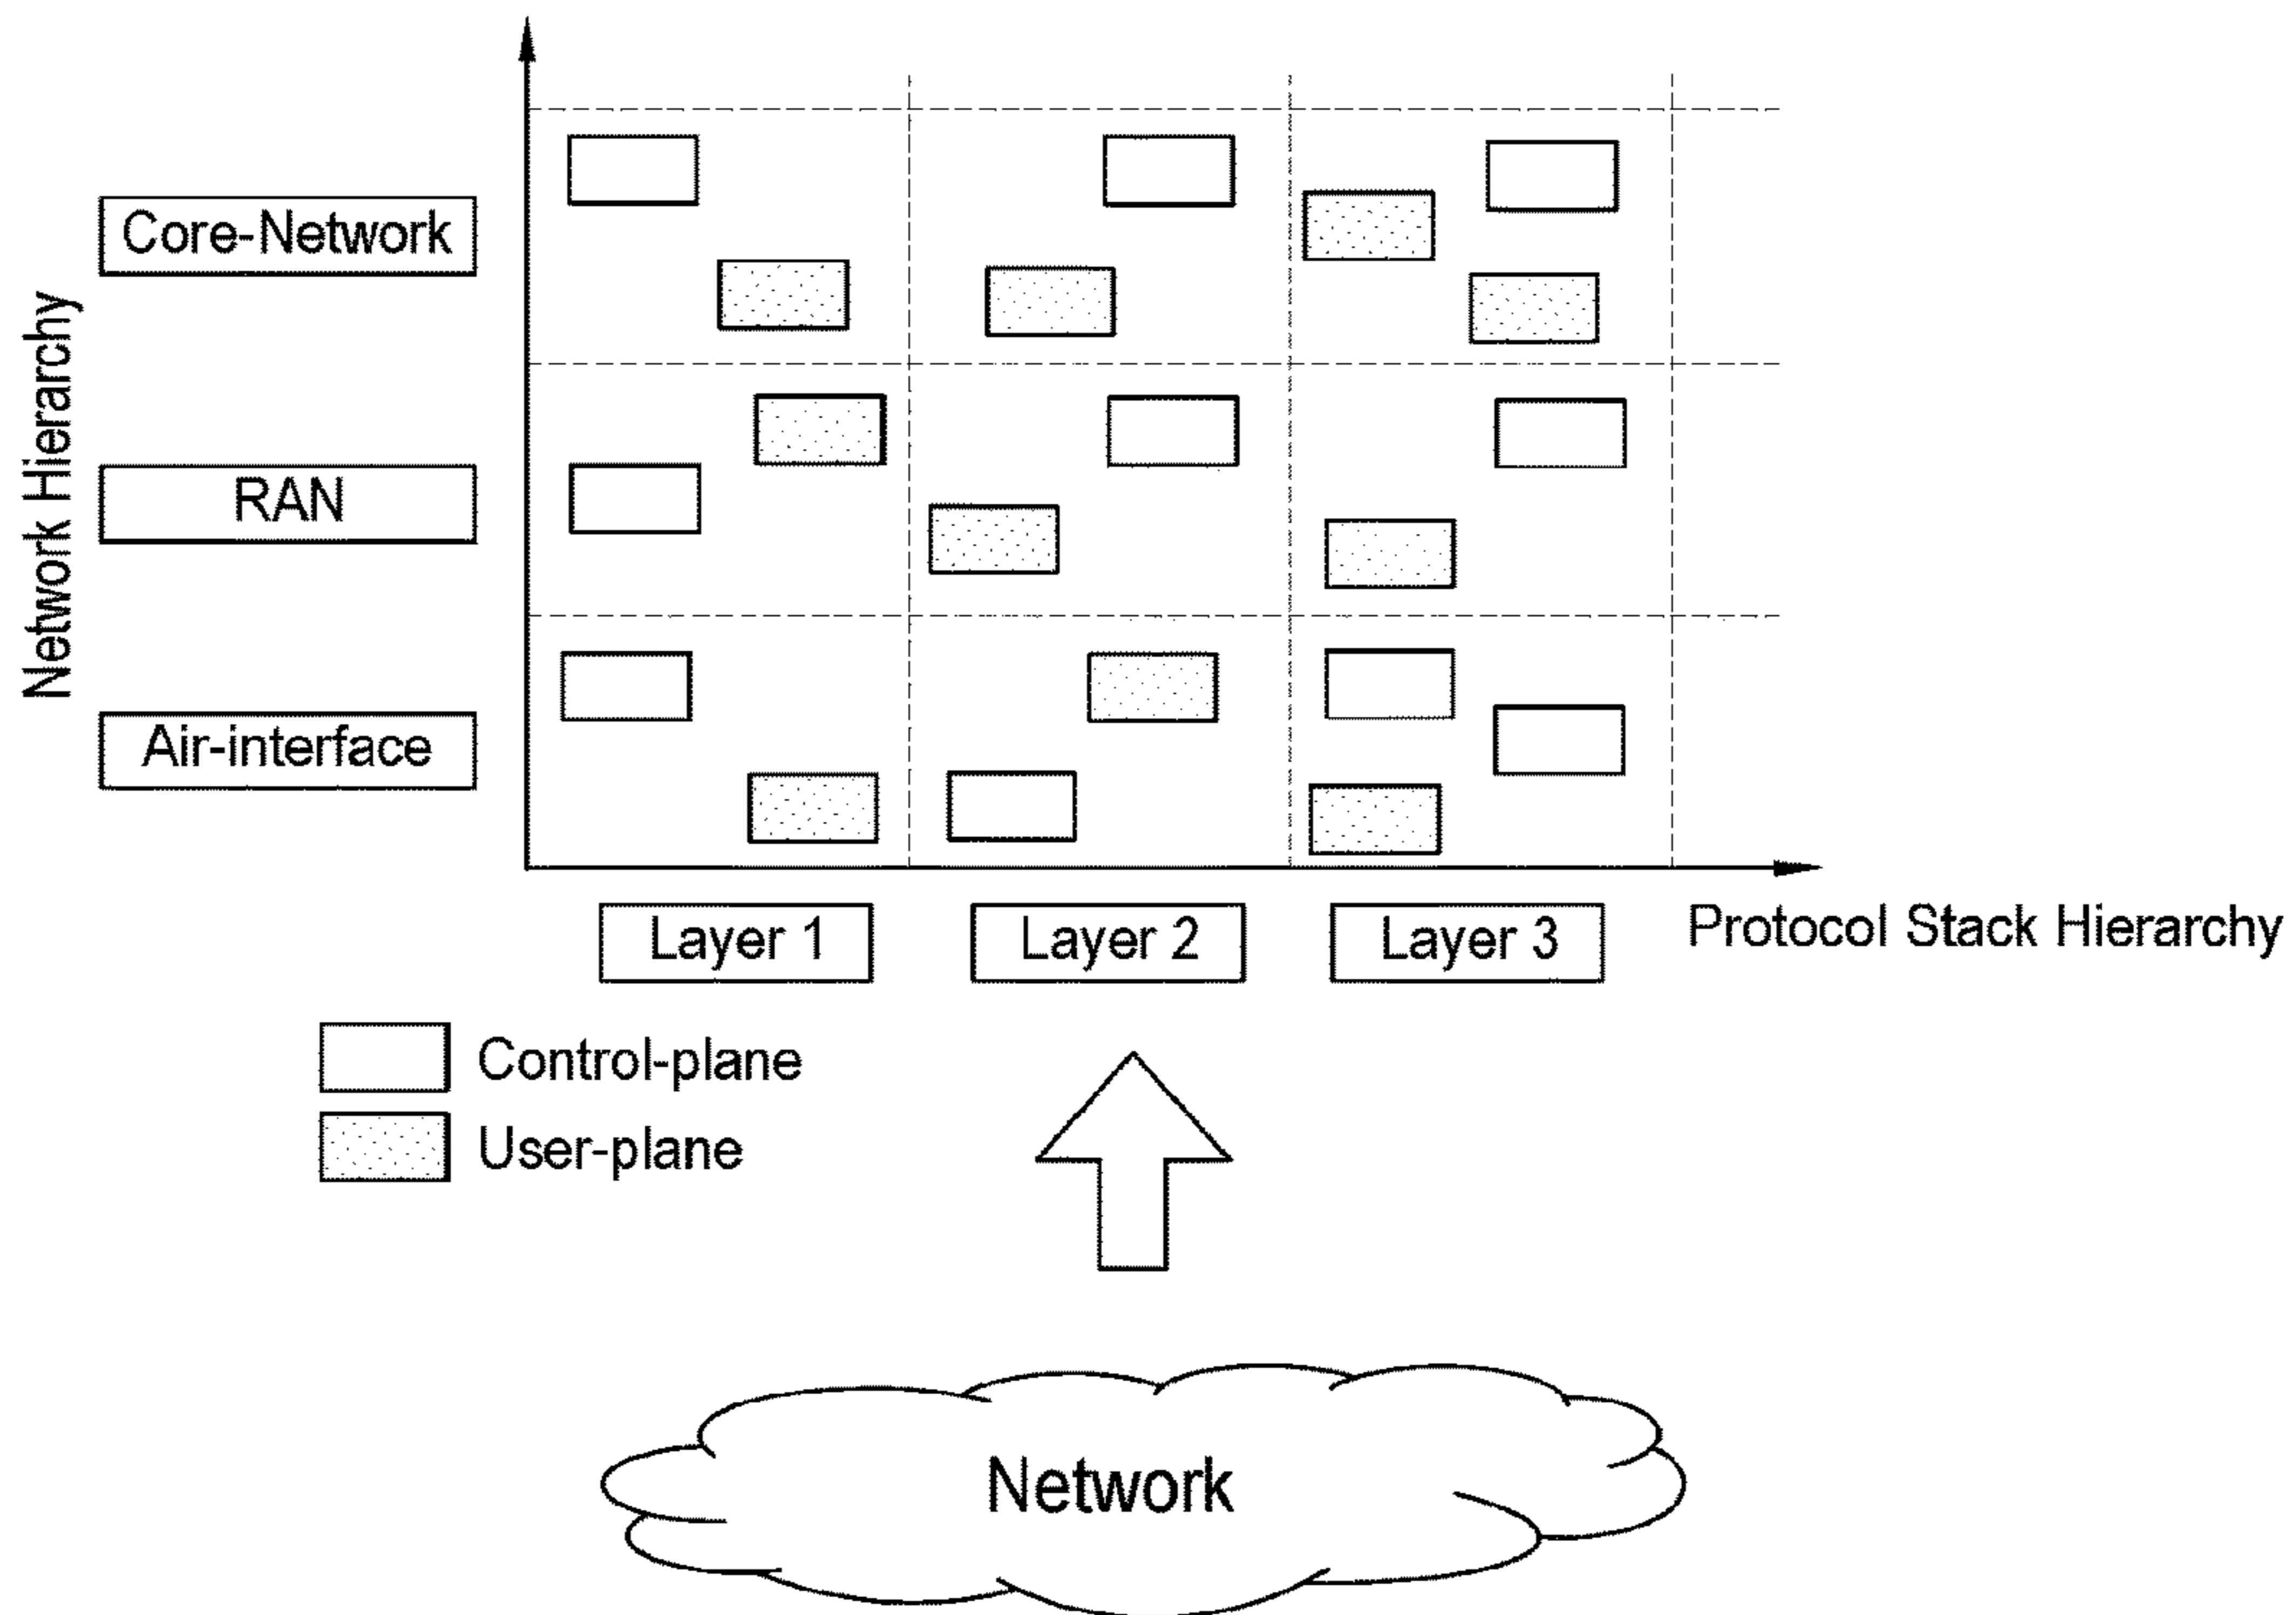 Network Hierarchy
Core-Network
RAN
Air-interface
Layer 1
Layer 2
Layer 3
Protocol Stack Hierarchy
Control-plane
User-plane
Network